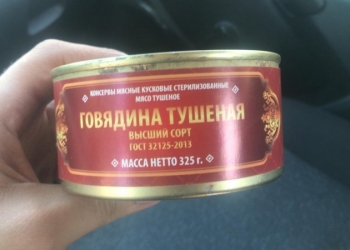 КОНСЕРВЫ МЯСНЫЕ КУСКОВЫЕ СТЕРИЛИЗОВАННЫЕ
МЯСО ТУШЕНОЕ
ГОВЯДИНА ТУШЕНАЯ
ВЫСШИЙ СОРТ
ГОСТ 32125-2013
МАССА НЕТТО 325 г.